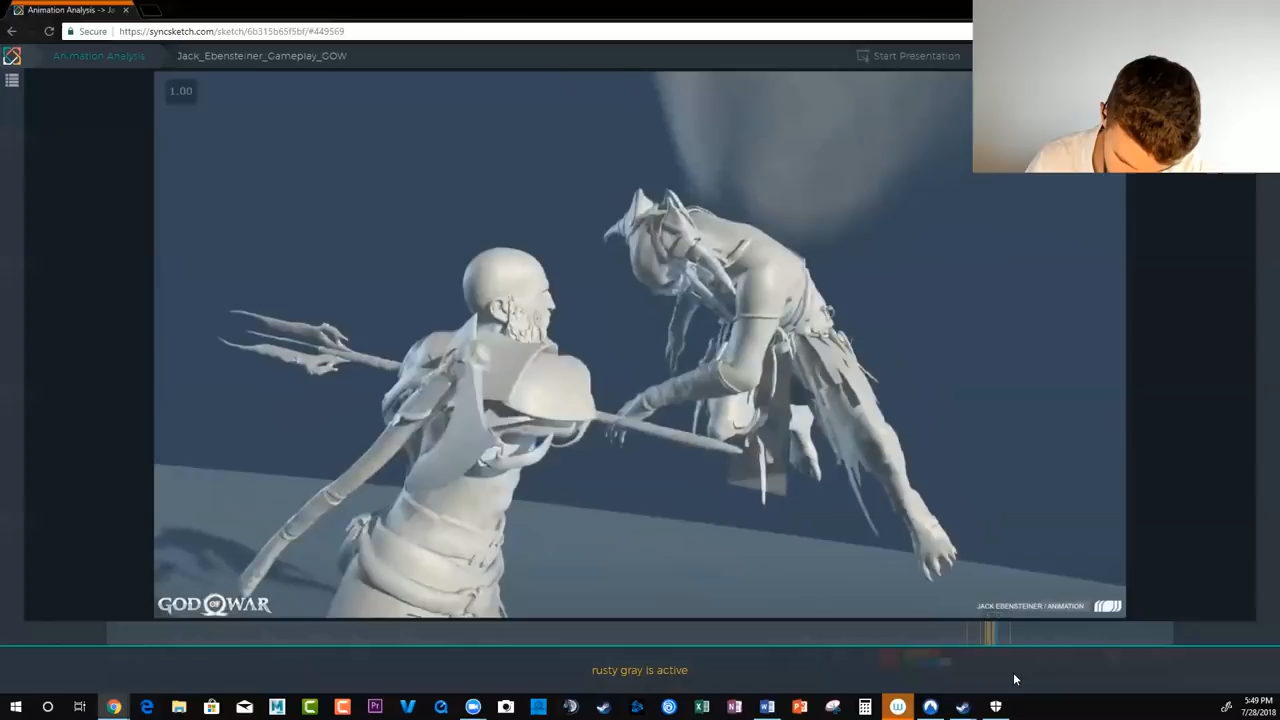 Animation Analysis -> Jo
Secure
https://syncsketch.com/sketch/6b315b65f5bf/#449569
Animation Analysis
Jack_Ebensteiner_Gameplay_GOW
Start Presentation
1.00
GOD OF WAR
JACK EBENSTEINER / ANIMATION
rusty gray is active
5:49 PM
7/28/2018